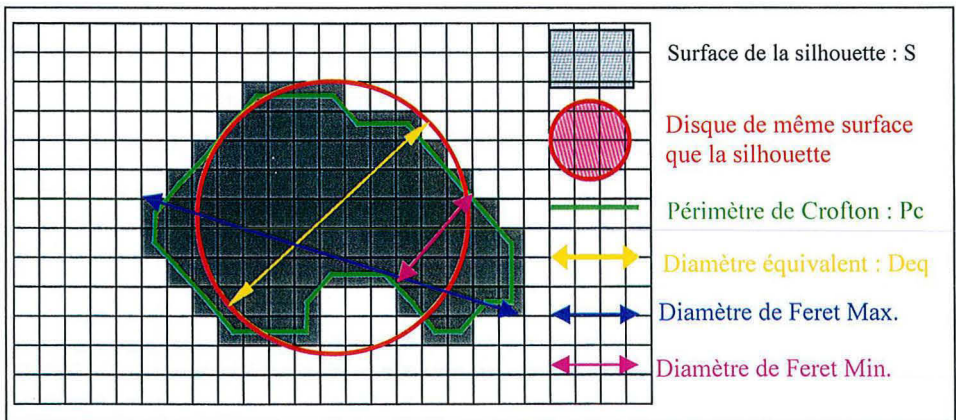 Surface de la silhouette : S
Disque de même surface
que la silhouette
Périmètre de Crofton : Pc
Diamètre équivalent : Deq
Diamètre de Feret Max.
Diamètre de Feret Min.